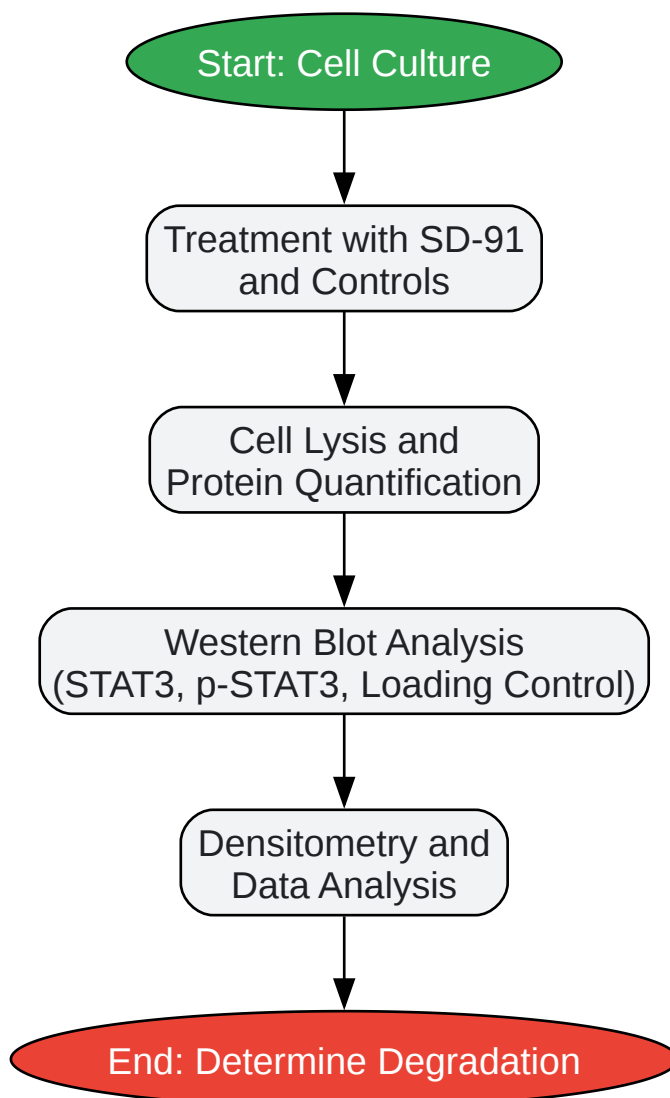 Start: Cell Culture
Treatment with SD-91
and Controls
Cell Lysis and
Protein Quantification
Western Blot Analysis
(STAT3, p-STAT3, Loading Control)
Densitometry and
Data Analysis
End: Determine Degradation